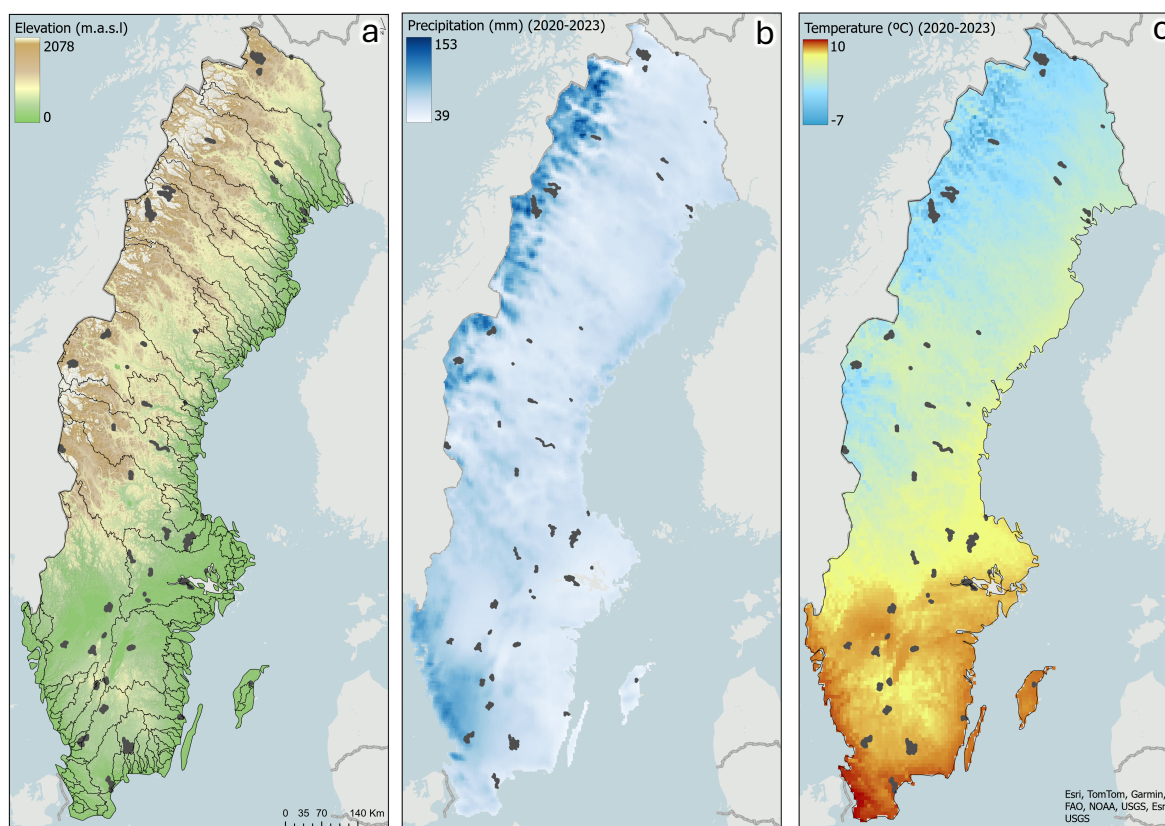 Elevation (m.a.s.l)
2078
0
a
0 35 70 140 Km
Precipitation (mm) (2020-2023)
153
39
b
Temperature (ºC) (2020-2023)
10
-7
c
Esri, TomTom, Garmin,
FAO, NOAA, USGS, Esri
USGS